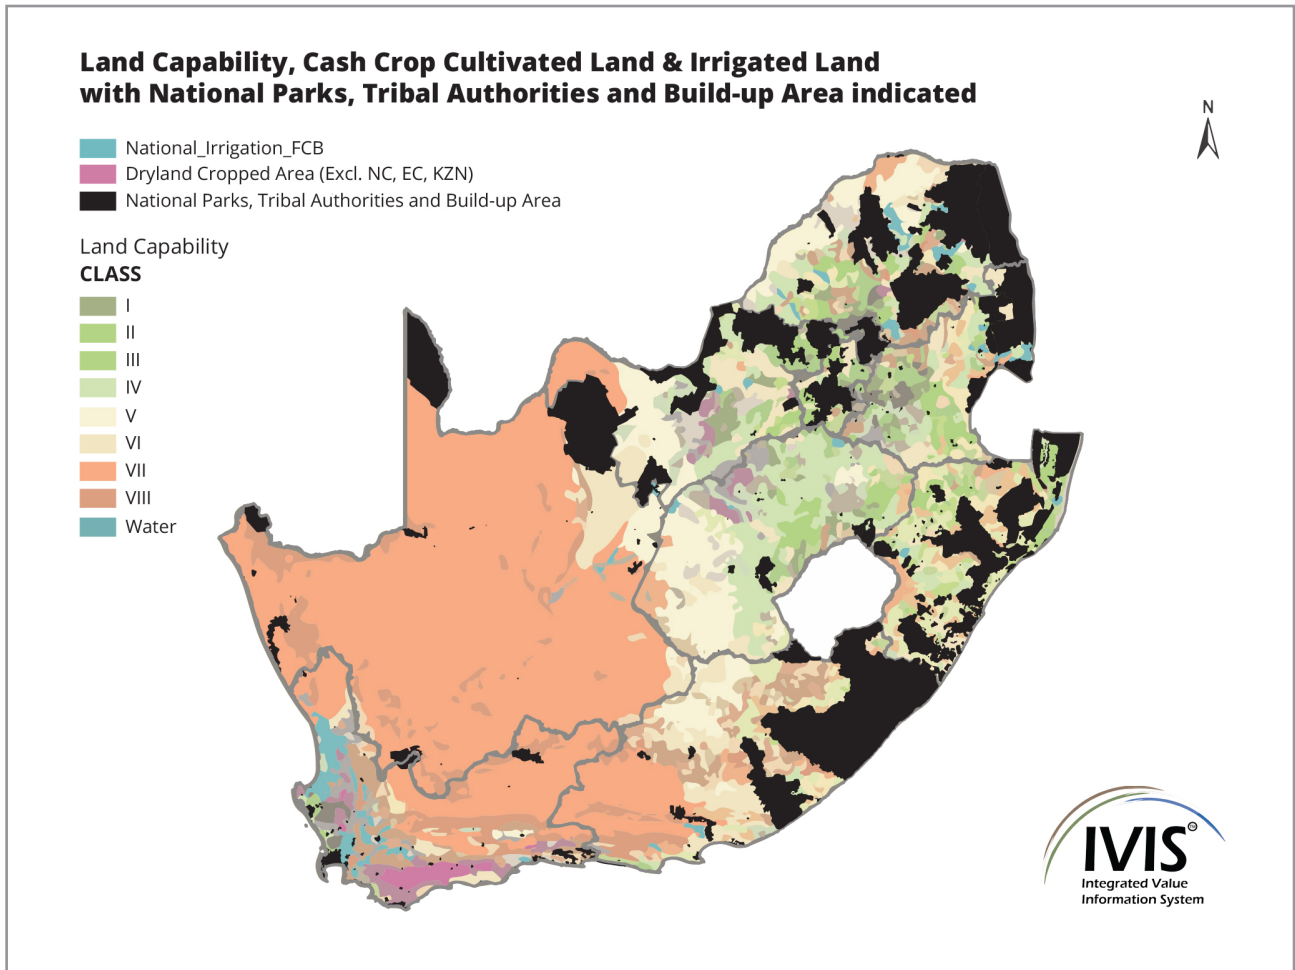 Land Capability, Cash Crop Cultivated Land & Irrigated Land
with National Parks, Tribal Authorities and Build-up Area indicated
N
National_Irrigation_FCB
Dryland Cropped Area (Excl. NC, EC, KZN)
National Parks, Tribal Authorities and Build-up Area
Land Capability
CLASS
I
II
III
IV
V
VI
VII
VIII
Water
IVIS
Integrated Value
Information System